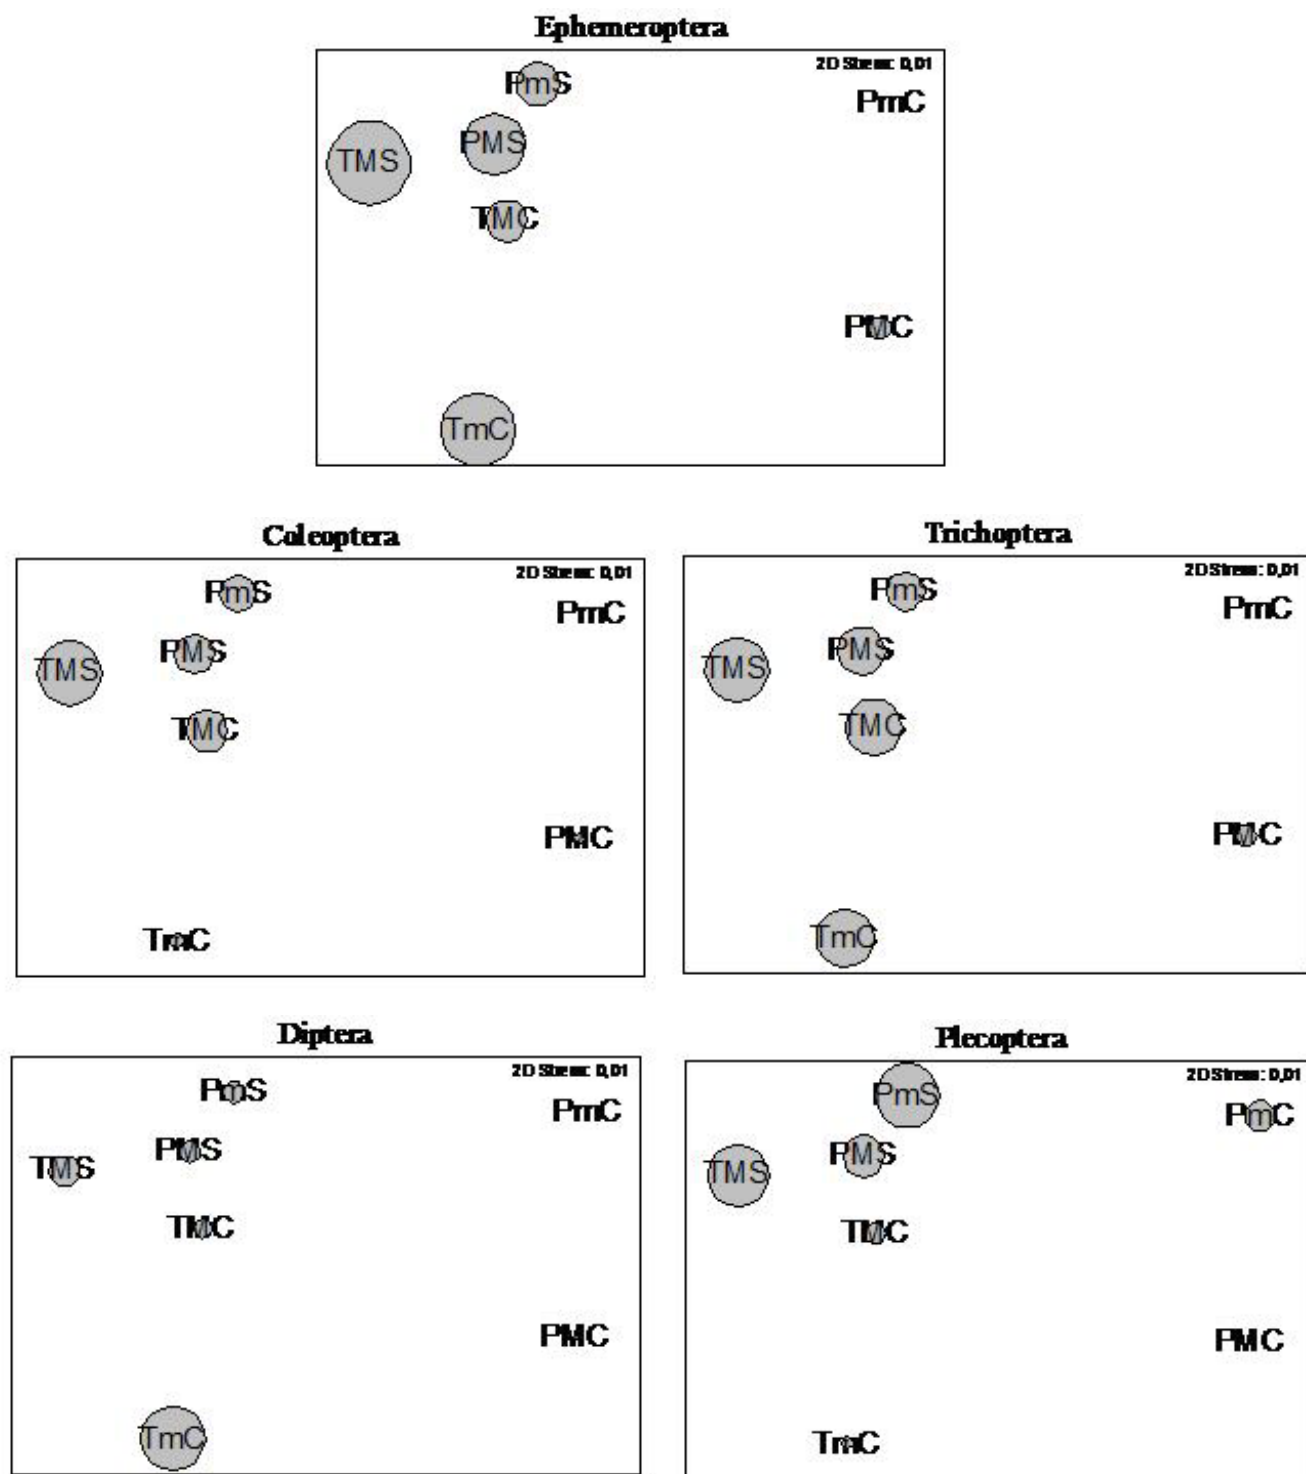 Ephemeroptera
2D Stress: 0,01
PmS
PmC
PMS
TMS
TMC
PMC
TmC
Coleoptera
2D Stress: 0,01
PmS
PmC
PMS
TMS
TMC
PMC
TmC
Trichoptera
2D Stress: 0,01
PmS
PmC
PMS
TMS
TMC
PMC
TmC
Diptera
2D Stress: 0,01
PmS
PmC
PMS
TMS
TMC
PMC
TmC
Plecoptera
2D Stress: 0,01
PmS
PmC
PMS
TMS
TMC
PMC
TmC